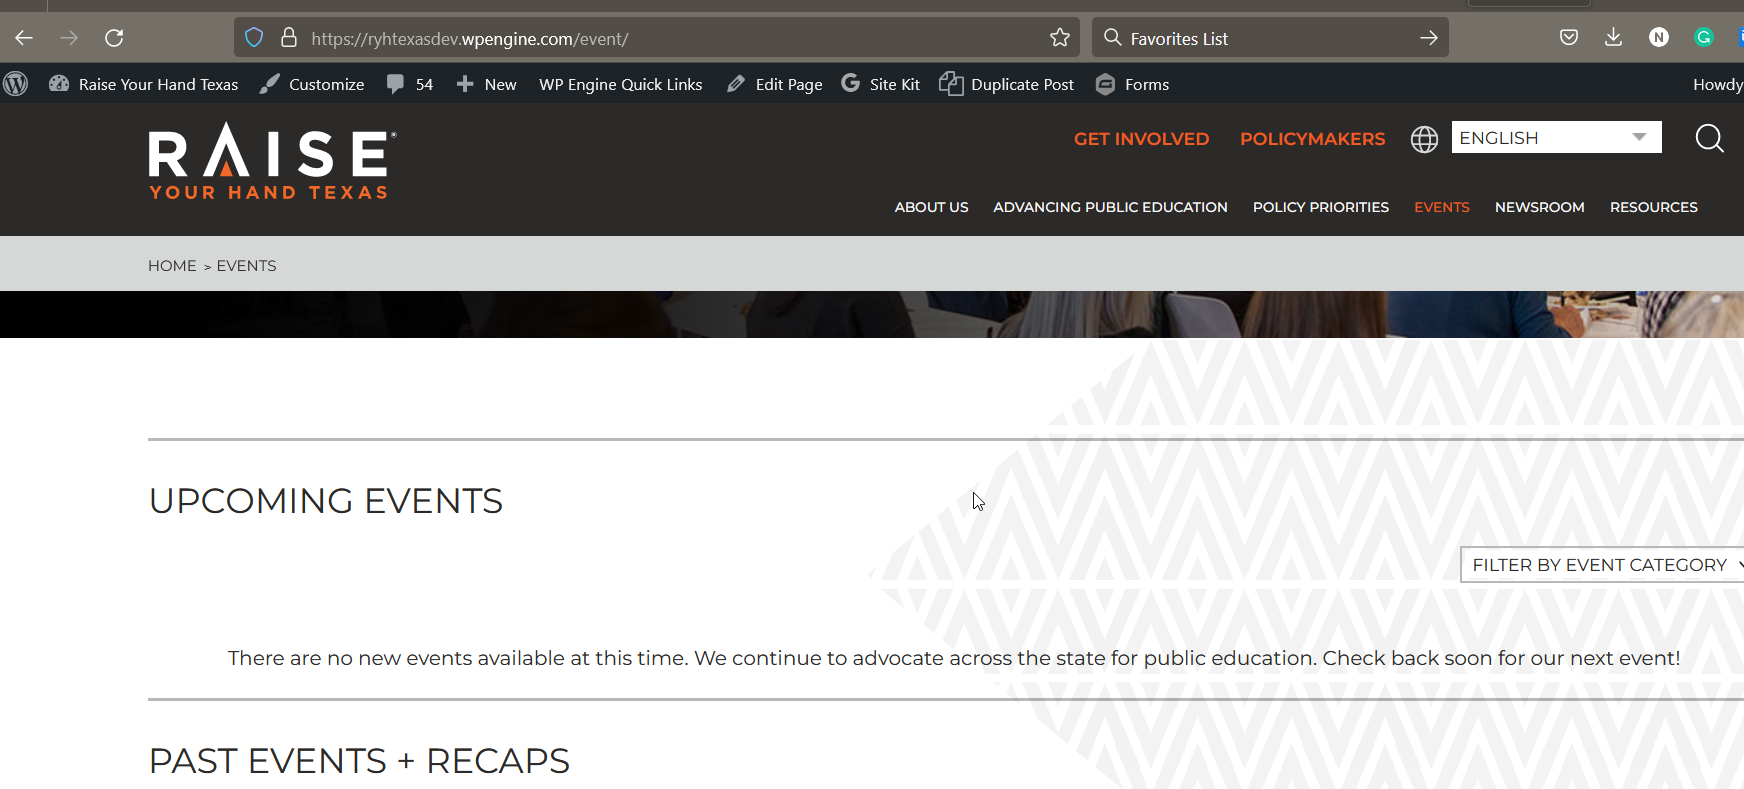 https://ryhtexasdev.wpengine.com/event/
Favorites List
N
G
Raise Your Hand Texas
Customize
54
New
WP Engine Quick Links
Edit Page
G
Site Kit
Duplicate Post
Forms
Howdy
RAISE®
YOUR HAND TEXAS
GET INVOLVED
POLICYMAKERS
ENGLISH
ABOUT US
ADVANCING PUBLIC EDUCATION
POLICY PRIORITIES
EVENTS
NEWSROOM
RESOURCES
HOME > EVENTS
UPCOMING EVENTS
FILTER BY EVENT CATEGORY
There are no new events available at this time. We continue to advocate across the state for public education. Check back soon for our next event!
PAST EVENTS + RECAPS